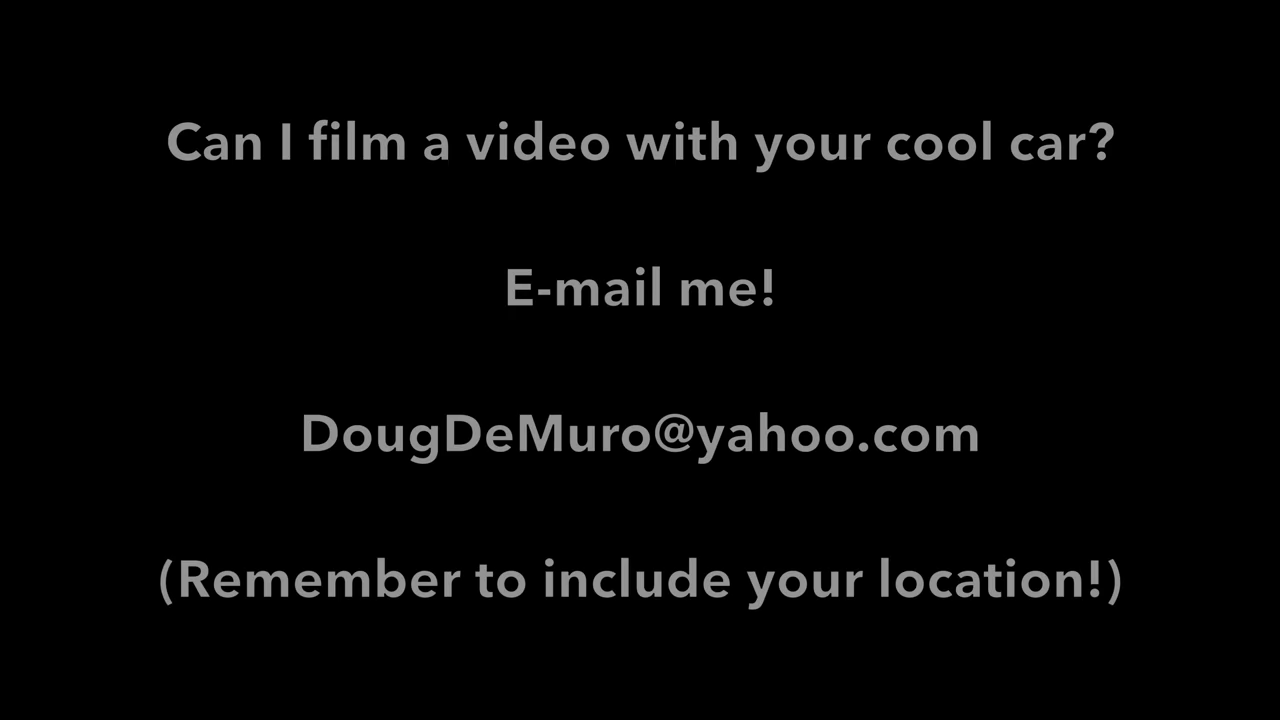 Can I film a video with your cool car?
E-mail me!
DougDeMuro@yahoo.com
(Remember to include your location!)